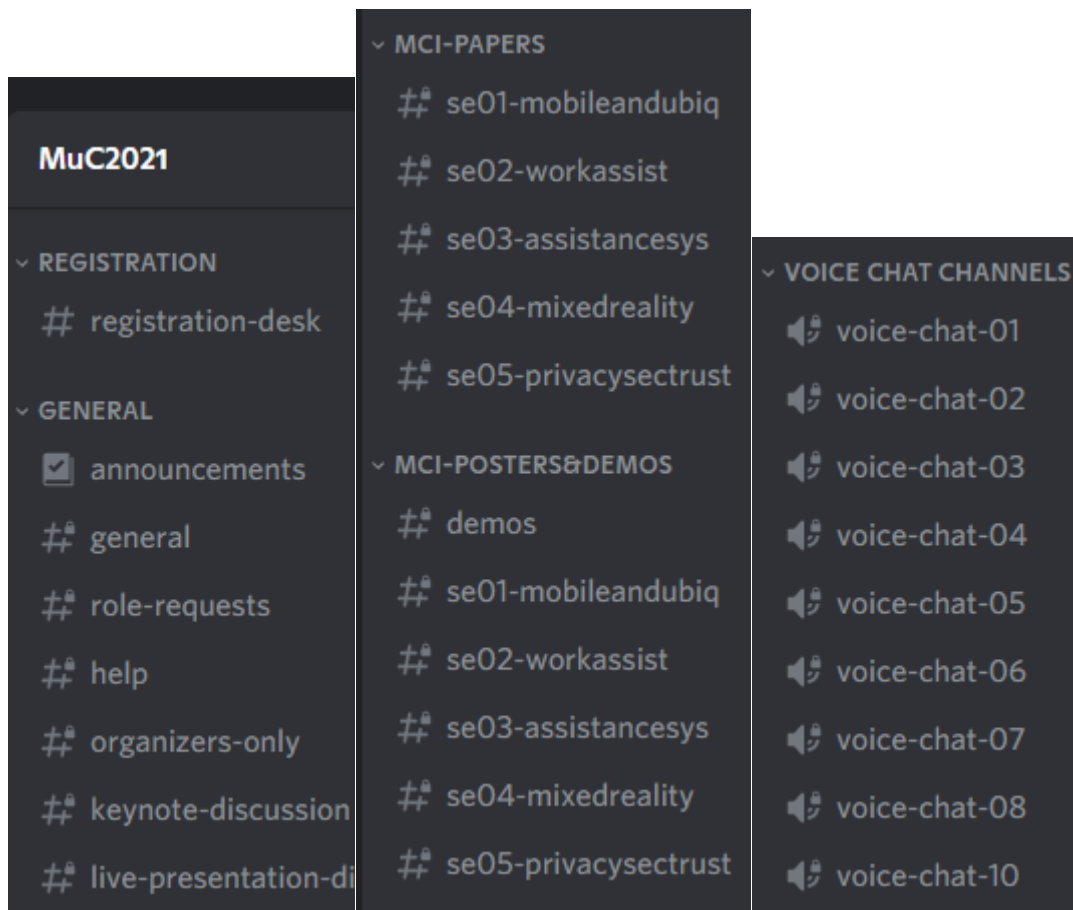 MuC2021
REGISTRATION
registration-desk
GENERAL
announcements
general
role-requests
help
organizers-only
keynote-discussion
live-presentation-di
MCI-PAPERS
se01-mobileandubiq
se02-workassist
se03-assistancesys
se04-mixedreality
se05-privacysectrust
MCI-POSTERS&DEMOS
demos
se01-mobileandubiq
se02-workassist
se03-assistancesys
se04-mixedreality
se05-privacysectrust
VOICE CHAT CHANNELS
voice-chat-01
voice-chat-02
voice-chat-03
voice-chat-04
voice-chat-05
voice-chat-06
voice-chat-07
voice-chat-08
voice-chat-10